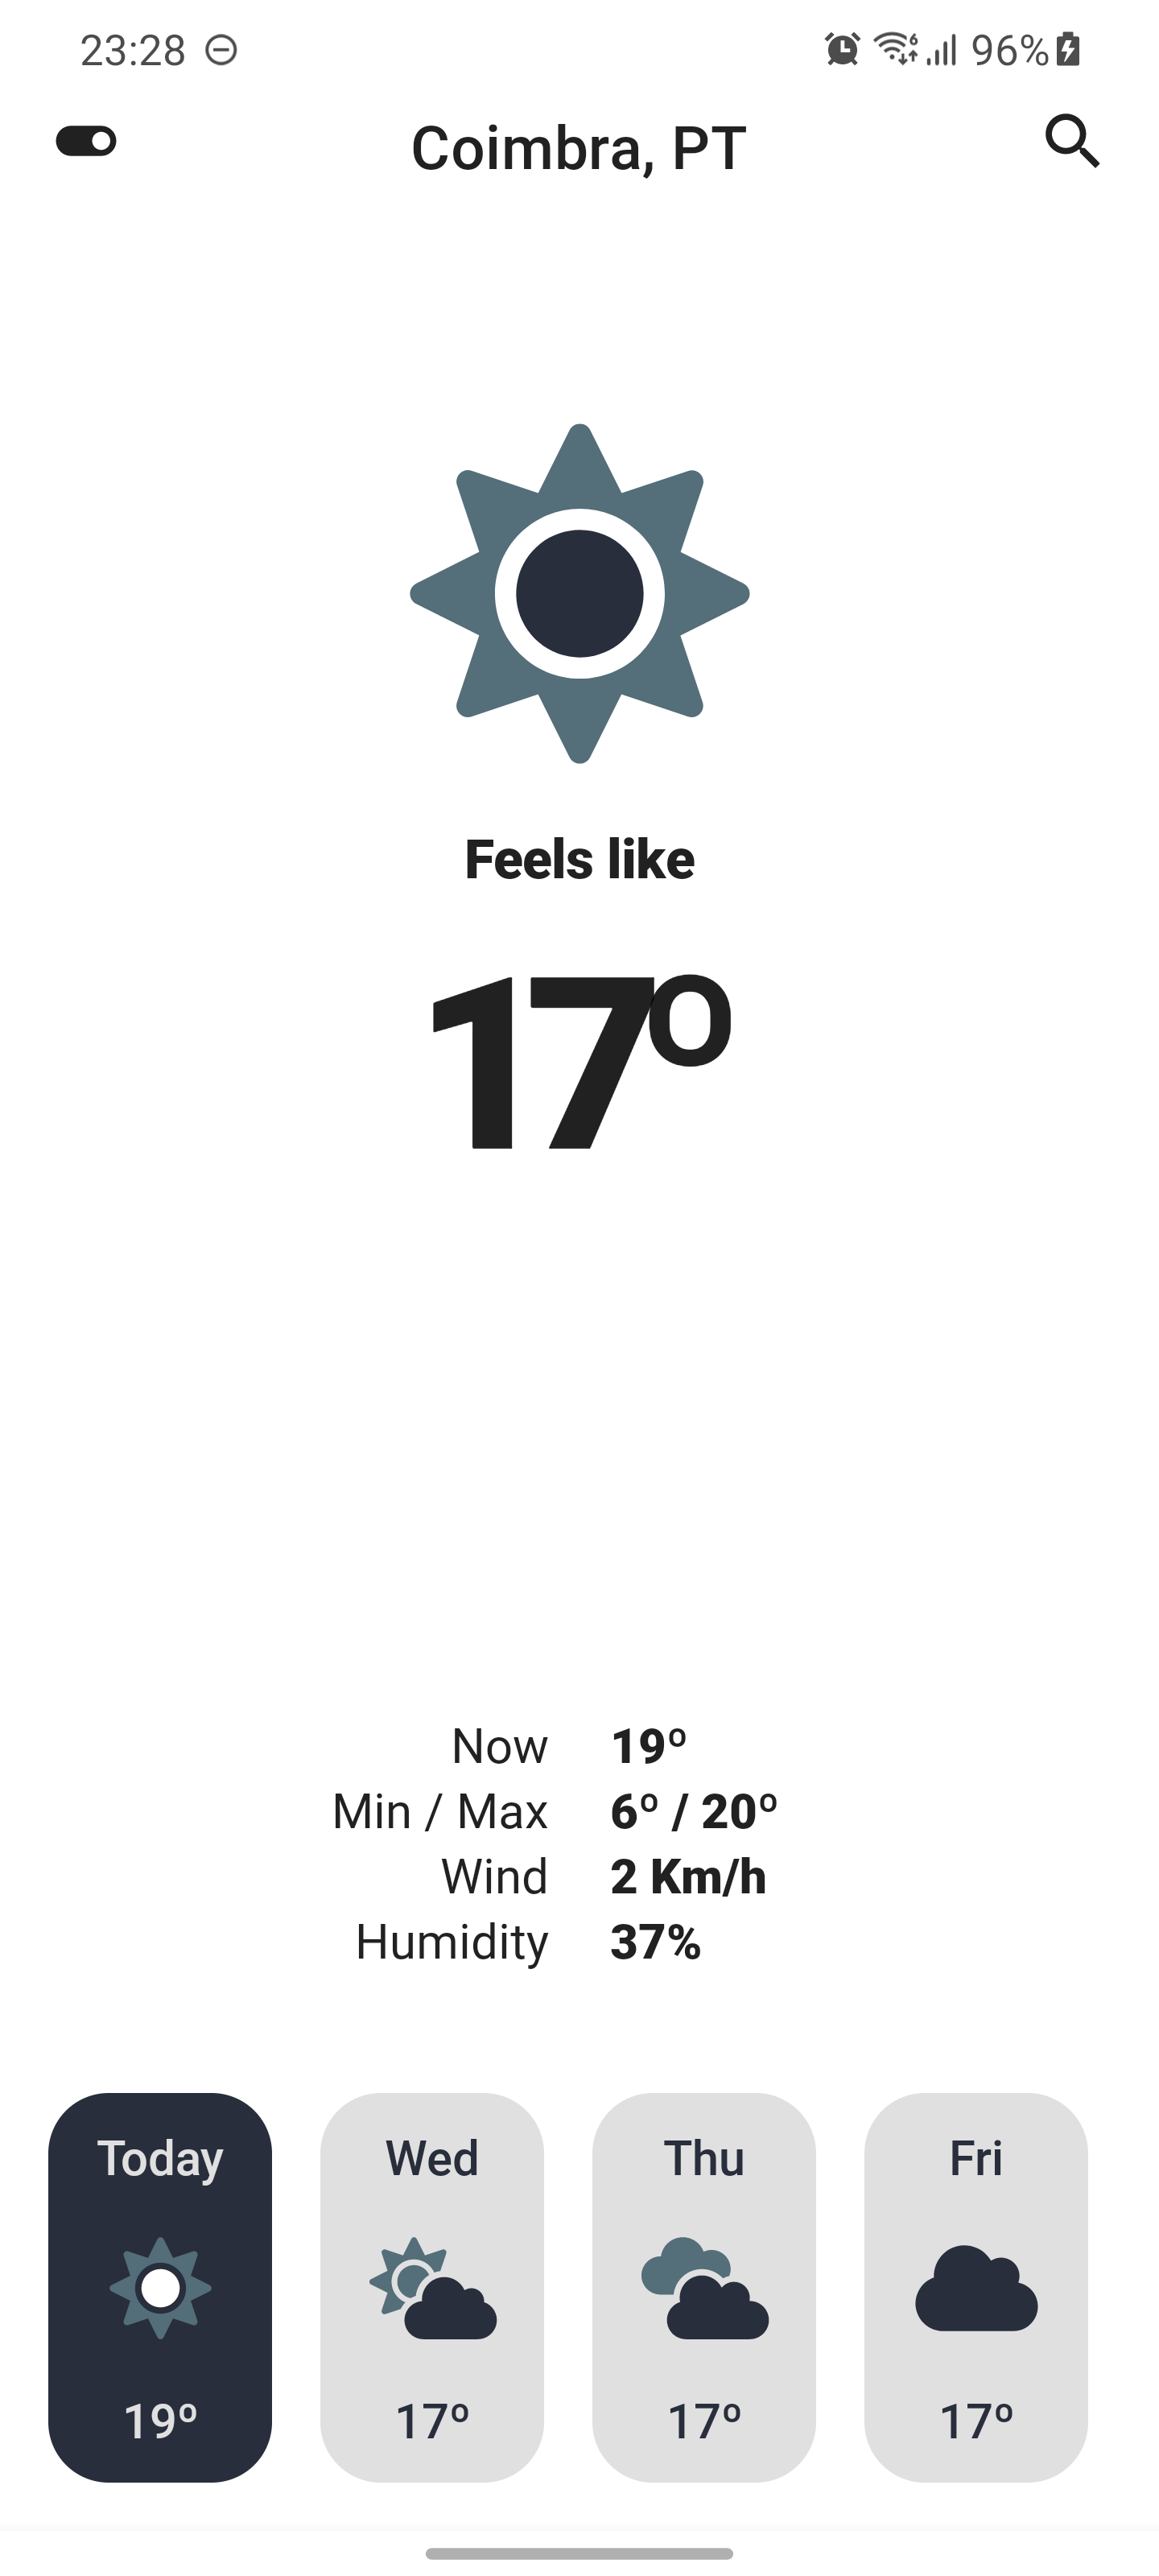 23:28 96%
Coimbra, PT
Feels like
17º
Now 19º
Min / Max 6º / 20º
Wind 2 Km/h
Humidity 37%
Today Wed Thu Fri
19º 17º 17º 17º